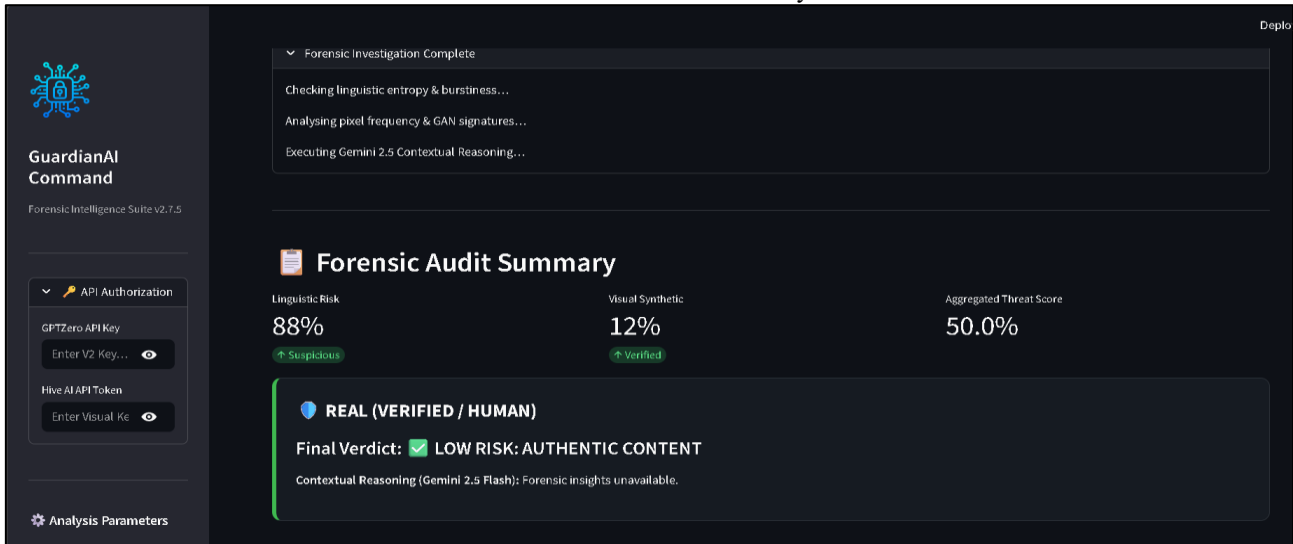 Deplo
GuardianAI
Command
Forensic Intelligence Suite v2.7.5
API Authorization
GPTZero API Key
Enter V2 Key...
Hive AI API Token
Enter Visual Ke
Analysis Parameters
Forensic Investigation Complete
Checking linguistic entropy & burstiness...
Analysing pixel frequency & GAN signatures...
Executing Gemini 2.5 Contextual Reasoning...
Forensic Audit Summary
Linguistic Risk
88%
↑ Suspicious
Visual Synthetic
12%
↑ Verified
Aggregated Threat Score
50.0%
REAL (VERIFIED / HUMAN)
Final Verdict: ✅ LOW RISK: AUTHENTIC CONTENT
Contextual Reasoning (Gemini 2.5 Flash): Forensic insights unavailable.